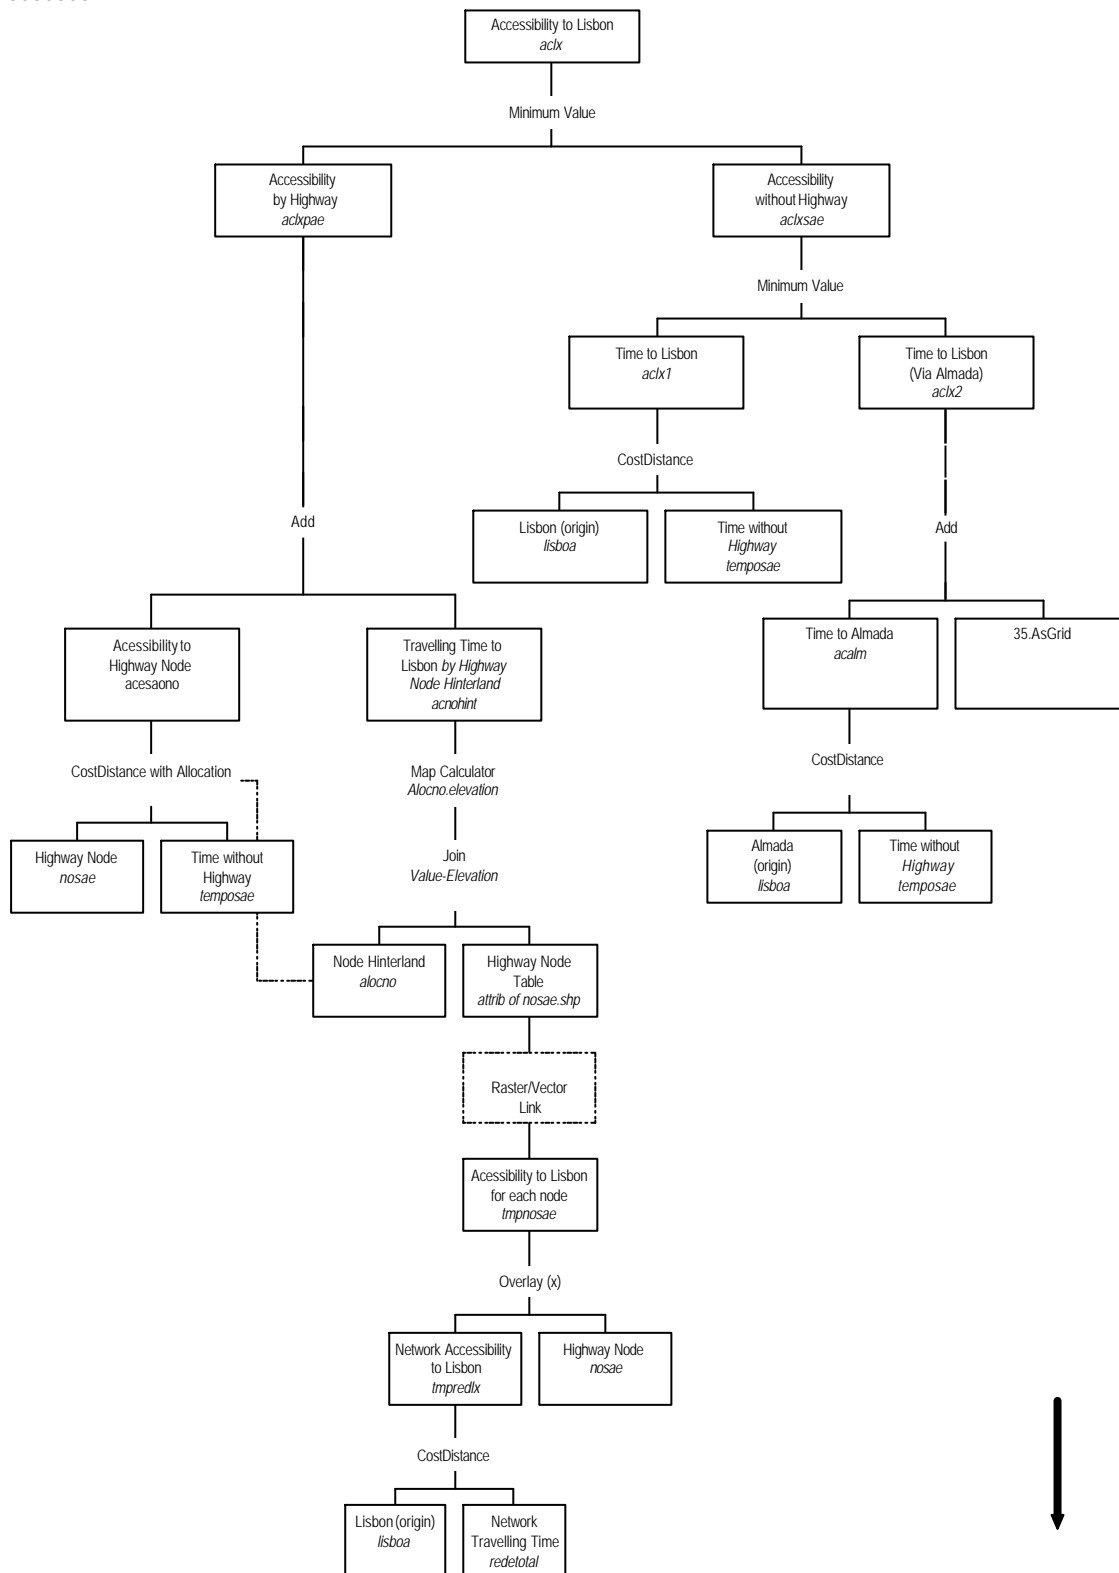 Accessibility to Lisbon
aclx
Minimum Value
Accessibility
by Highway
aclxpae
Accessibility
without Highway
aclxsae
Minimum Value
Time to Lisbon
aclx1
Time to Lisbon
(Via Almada)
aclx2
CostDistance
Lisbon (origin)
lisboa
Time without
Highway
temposae
Add
Add
Acessibility to
Highway Node
acesaono
Travelling Time to
Lisbon by Highway
Node Hinterland
acnohint
Time to Almada
acalm
35.AsGrid
CostDistance with Allocation
Map Calculator
Alocno.elevation
CostDistance
Highway Node
nosae
Time without
Highway
temposae
Join
Value-Elevation
Almada
(origin)
lisboa
Time without
Highway
temposae
Node Hinterland
alocno
Highway Node
Table
attrib of nosae.shp
Raster/Vector
Link
Acessibility to Lisbon
for each node
tmpnosae
Overlay (x)
Network Accessibility
to Lisbon
tmpredlx
Highway Node
nosae
CostDistance
Lisbon (origin)
lisboa
Network
Travelling Time
redetotal